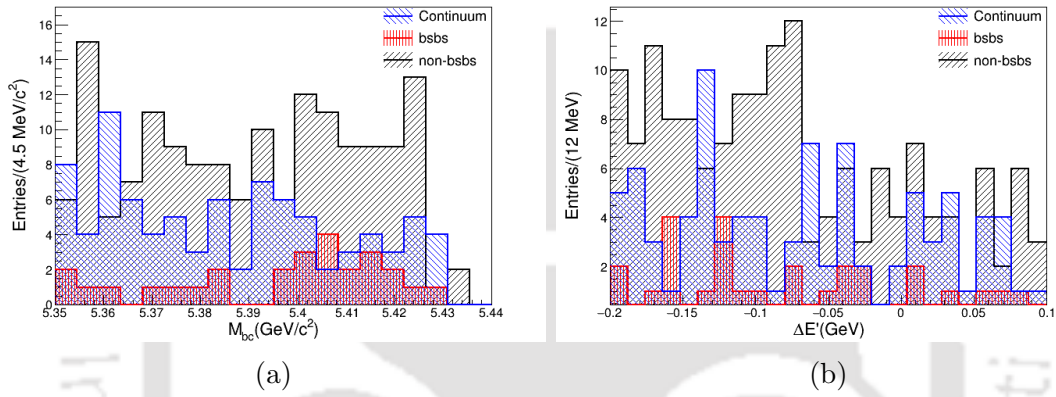 16
14
12
10
8
6
4
2
0
Entries/(4.5 MeV/c²)
Continuum
bsbs
non-bsbs
5.35 5.36 5.37 5.38 5.39 5.4 5.41 5.42 5.43 5.44
M_bc(GeV/c²)
(a)
12
10
8
6
4
2
Entries/(12 MeV)
Continuum
bsbs
non-bsbs
−0.2 −0.15 −0.1 −0.05 0 0.05 0.1
ΔE'(GeV)
(b)